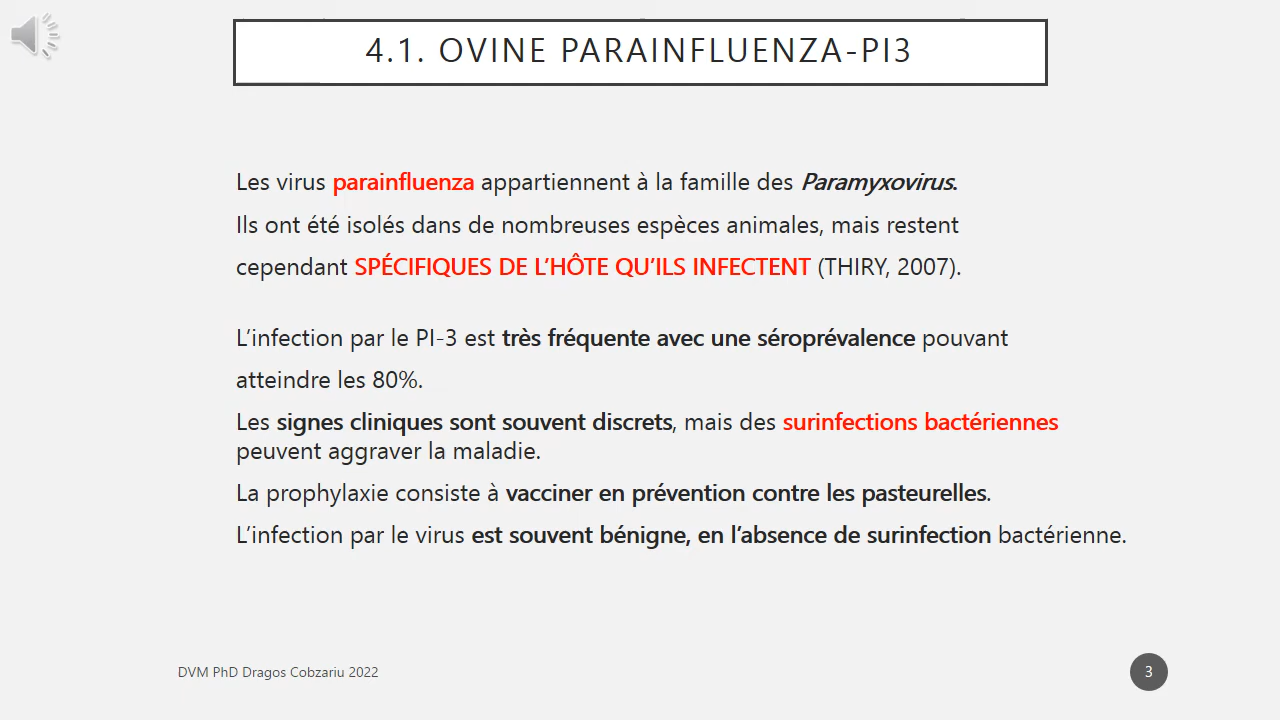 4.1. OVINE PARAINFLUENZA-PI3
Les virus parainfluenza appartiennent à la famille des Paramyxovirus.
Ils ont été isolés dans de nombreuses espèces animales, mais restent
cependant SPÉCIFIQUES DE L’HÔTE QU’ILS INFECTENT (THIRY, 2007).
L’infection par le PI-3 est très fréquente avec une séroprévalence pouvant
atteindre les 80%.
Les signes cliniques sont souvent discrets, mais des surinfections bactériennes
peuvent aggraver la maladie.
La prophylaxie consiste à vacciner en prévention contre les pasteurelles.
L’infection par le virus est souvent bénigne, en l’absence de surinfection bactérienne.
DVM PhD Dragos Cobzariu 2022
3